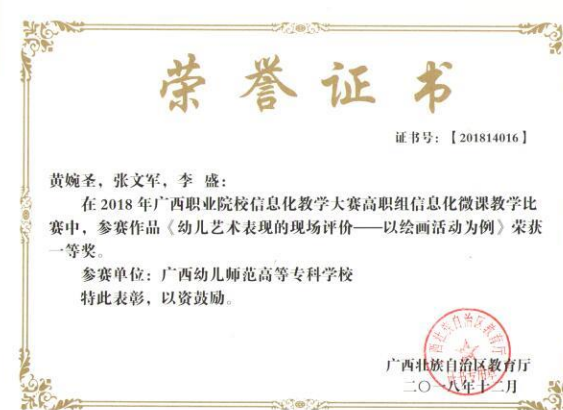 荣誉证书
证书号：【201814016】
黄婉圣，张文军，李 盛：
在 2018 年广西职业院校信息化教学大赛高职组信息化微课教学比
赛中，参赛作品《幼儿艺术表现的现场评价——以绘画活动为例》荣获
一等奖。
参赛单位：广西幼儿师范高等专科学校
特此表彰，以资鼓励。
广西壮族自治区教育厅
二〇一八年十二月